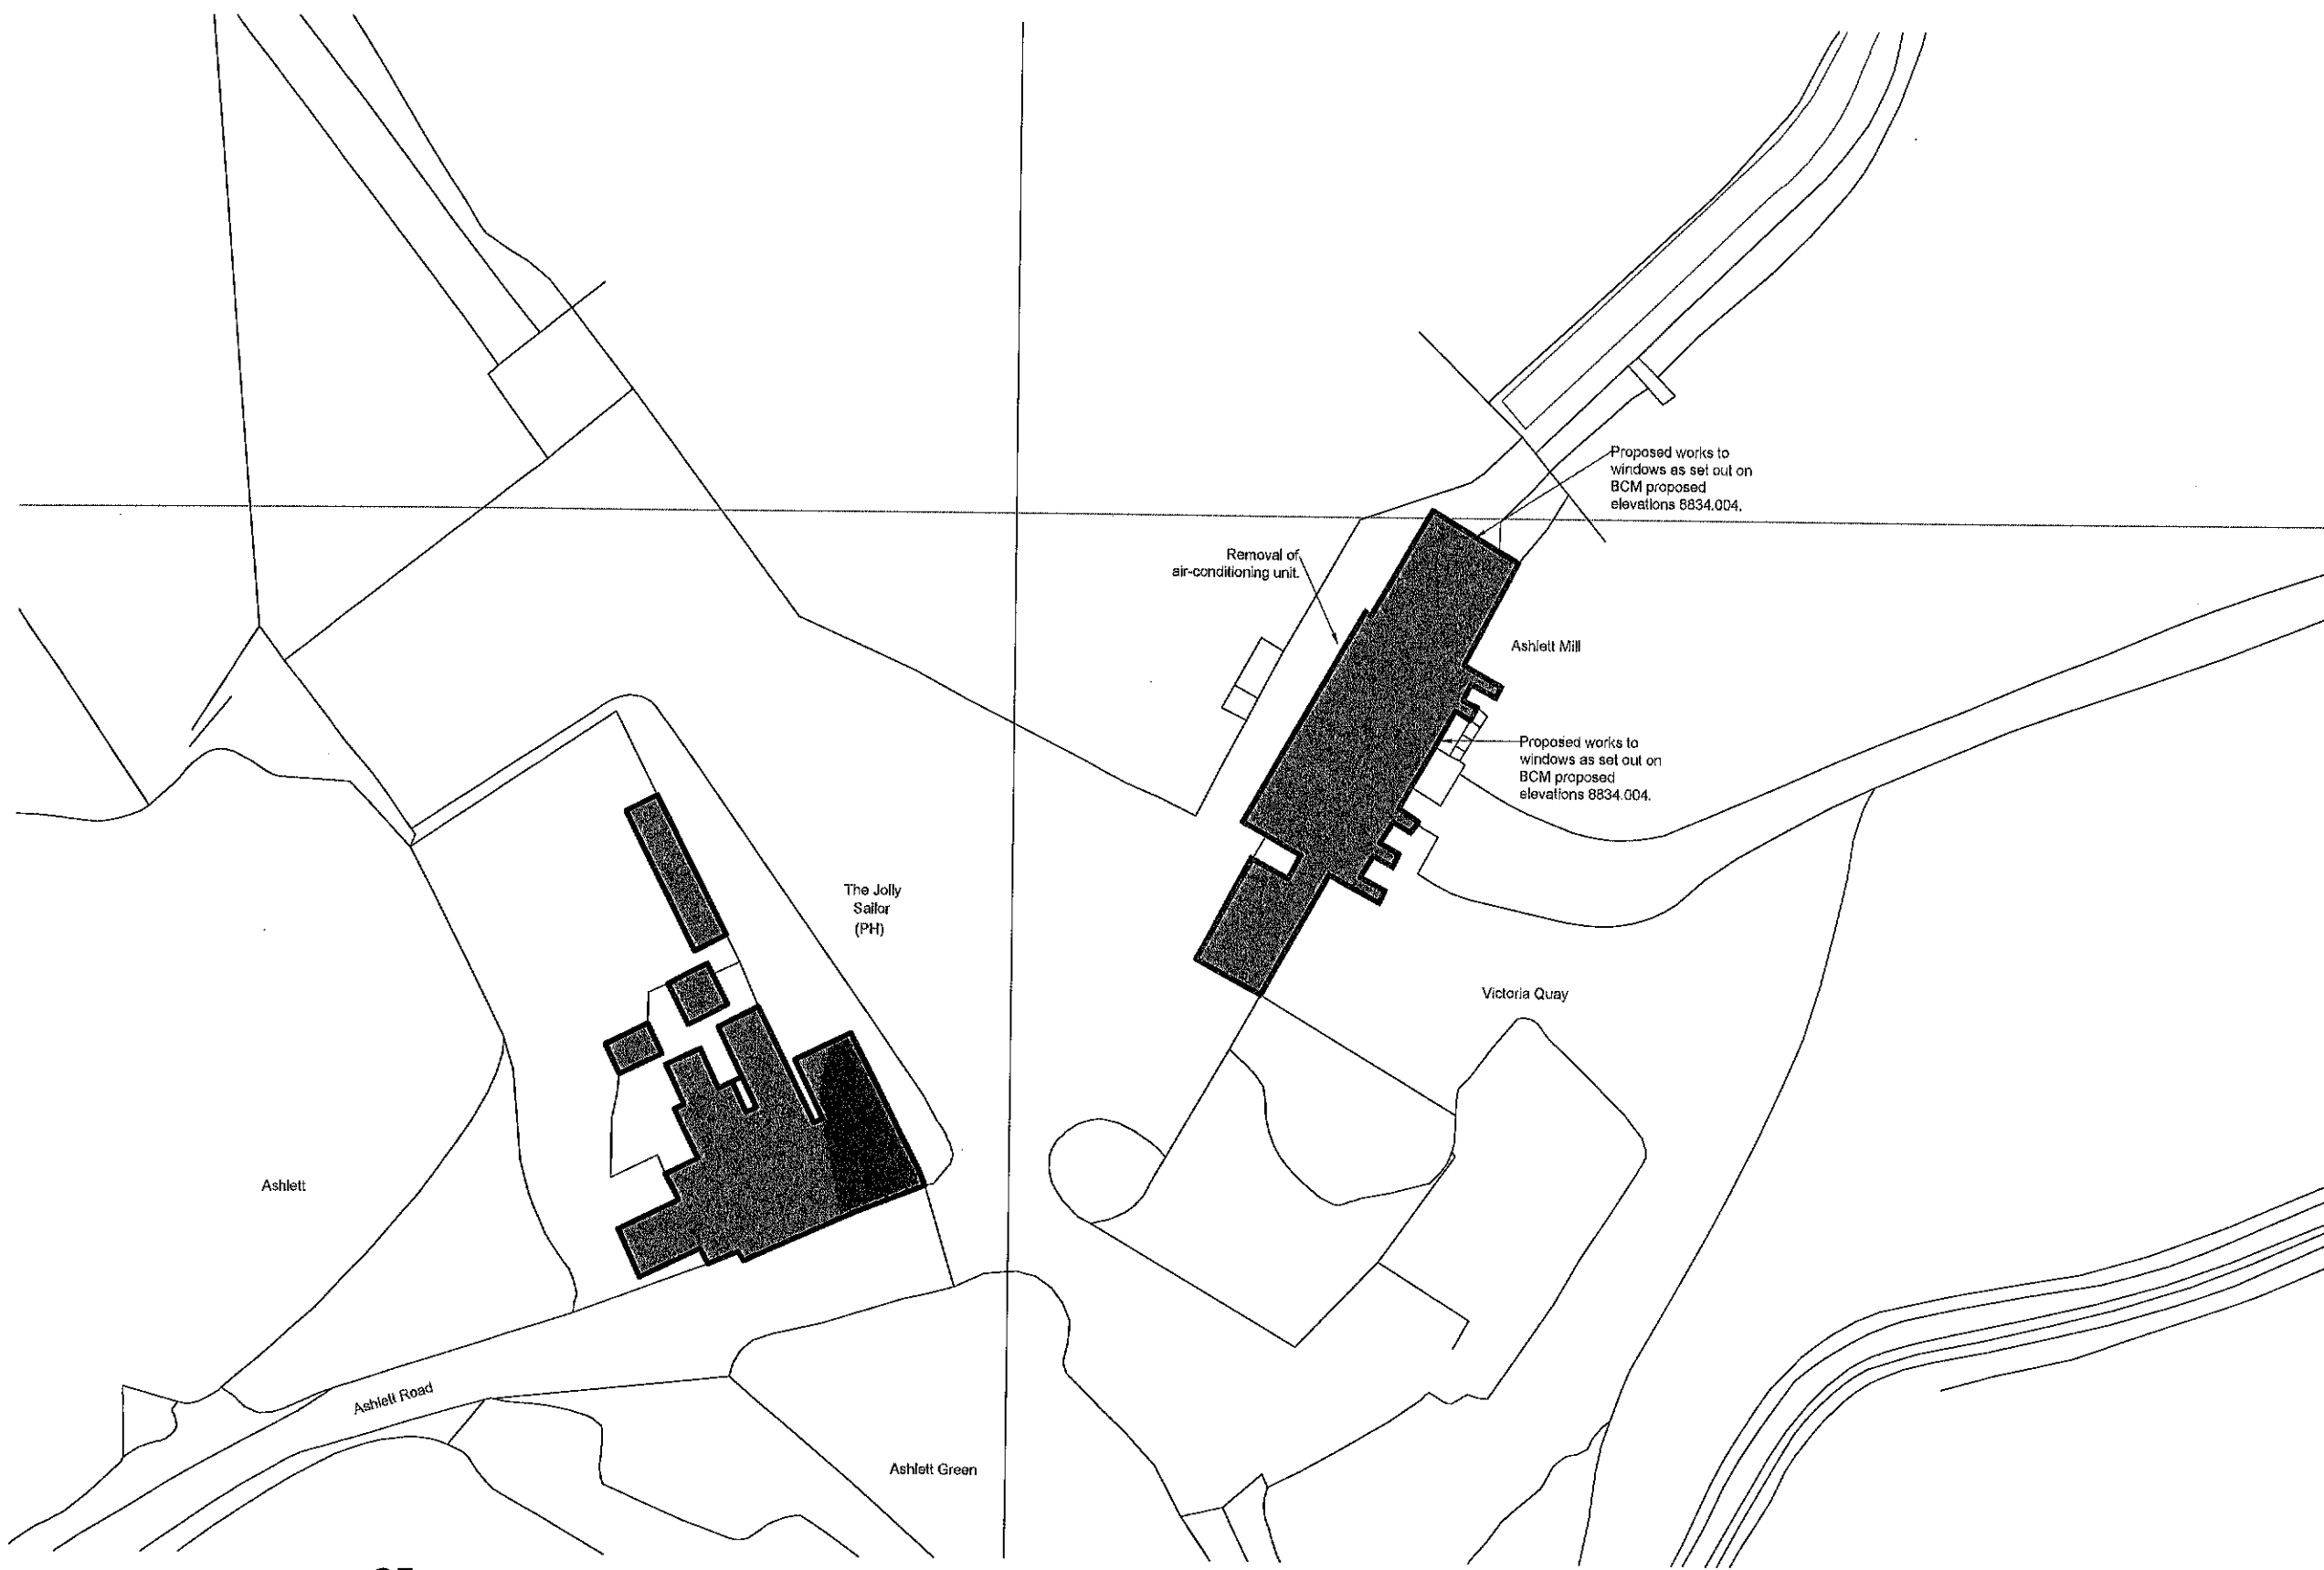 Proposed works to
windows as set out on
BCM proposed
elevations 8834.004.
Removal of
air-conditioning unit.
Ashlett Mill
Proposed works to
windows as set out on
BCM proposed
elevations 8834.004.
The Jolly
Sailor
(PH)
Victoria Quay
Ashlett
Ashlett Road
Ashlett Green